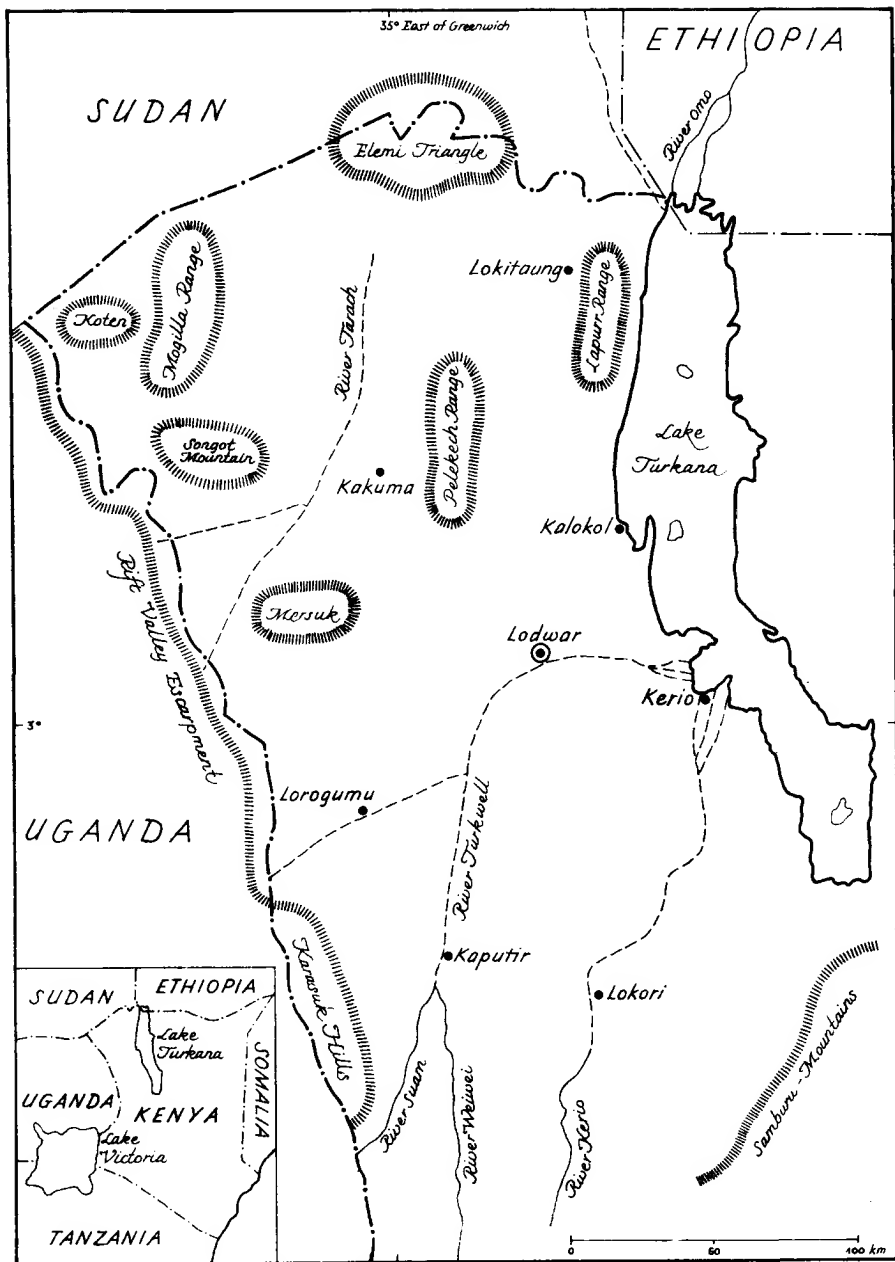 35° East of Greenwich
ETHIOPIA
SUDAN
River Omo
Elemi Triangle
Lokitaung
Mogilla Range
Koten
River Tarach
Lapurr Range
Pelekech Range
Lake
Turkana
Songot
Mountain
Kakuma
Kalokol
Rift Valley Escarpment
Mersuk
Lodwar
Kerio
3°
Lorogumu
UGANDA
River Turkwell
Kaputir
Lokori
Karasuk Hills
Samburu-Mountains
River Suam
River Weiwei
River Kerio
0 50 100 km
SUDAN
ETHIOPIA
Lake
Turkana
SOMALIA
UGANDA
KENYA
Lake
Victoria
TANZANIA